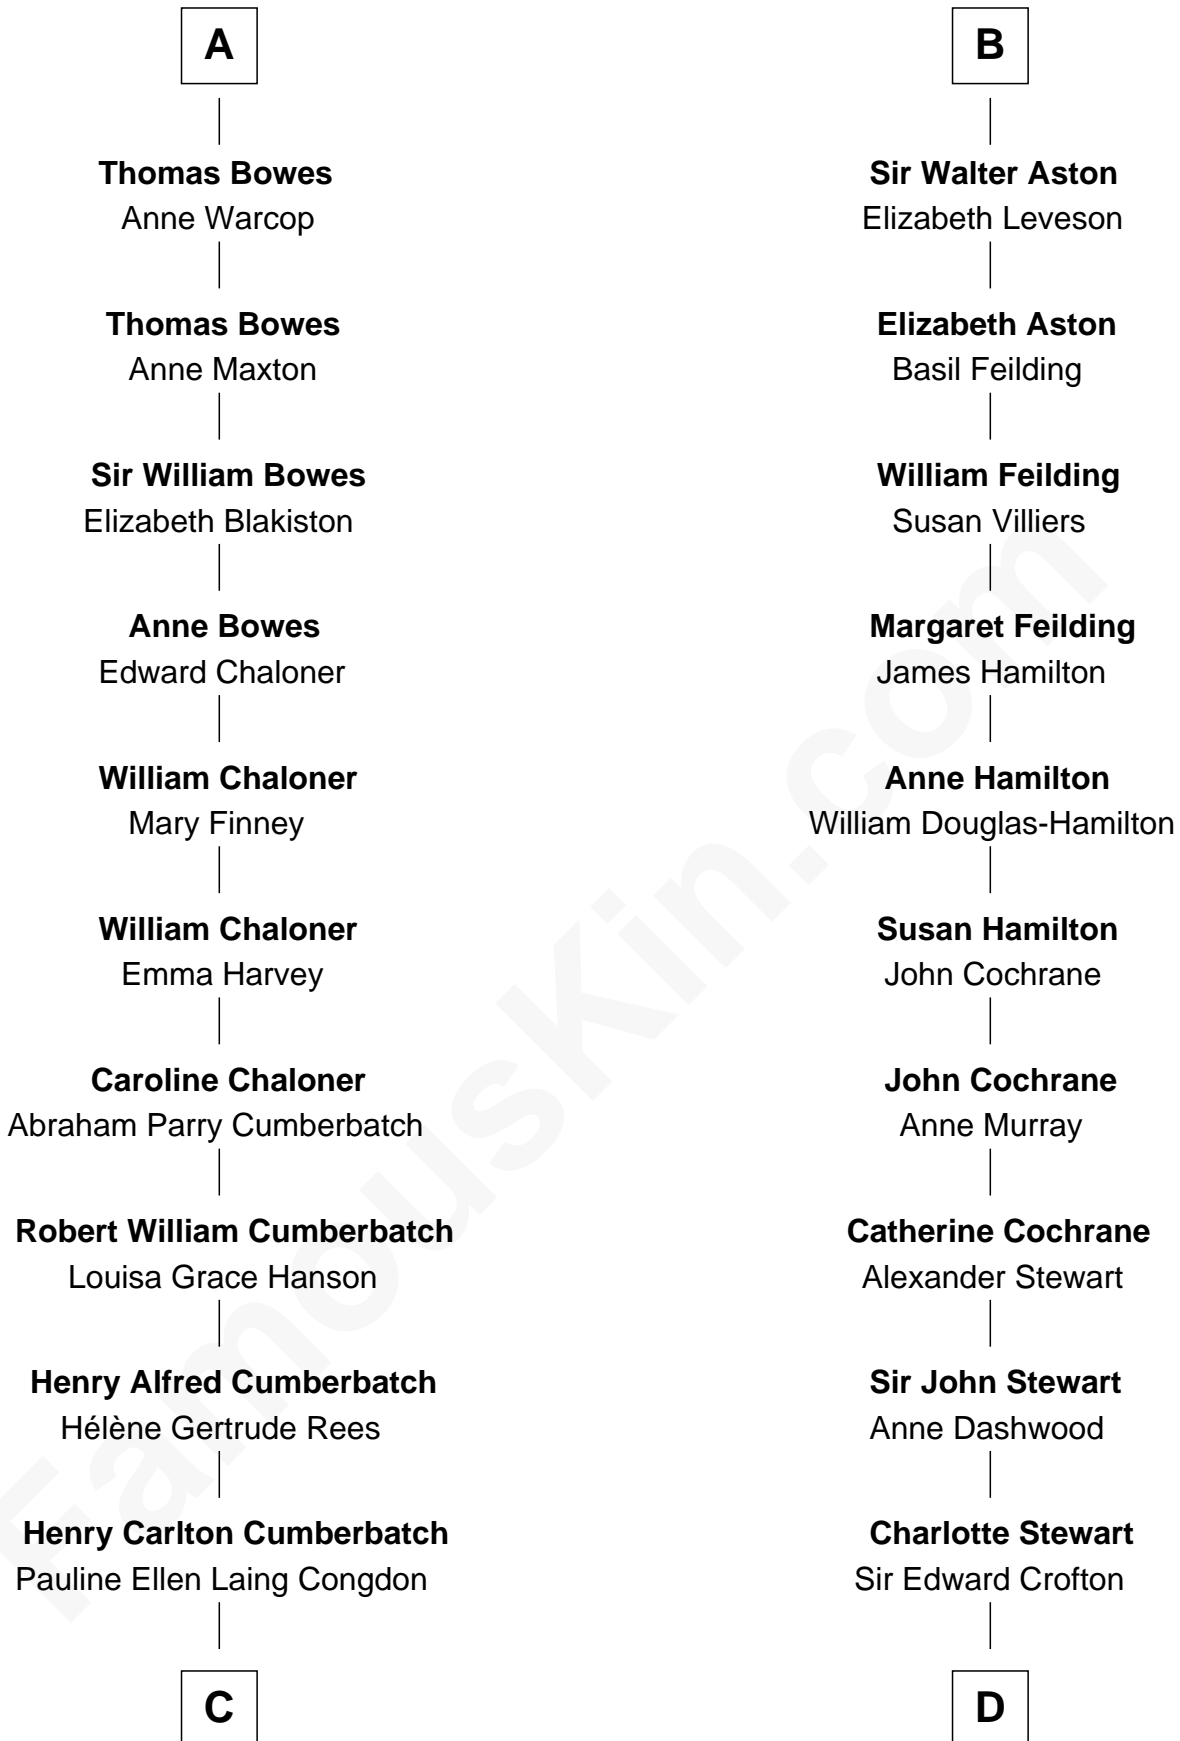 A
Thomas Bowes
Anne Warcop
Thomas Bowes
Anne Maxton
Sir William Bowes
Elizabeth Blakiston
Anne Bowes
Edward Chaloner
William Chaloner
Mary Finney
William Chaloner
Emma Harvey
Caroline Chaloner
Abraham Parry Cumberbatch
Robert William Cumberbatch
Louisa Grace Hanson
Henry Alfred Cumberbatch
Hélène Gertrude Rees
Henry Carlton Cumberbatch
Pauline Ellen Laing Congdon
C
B
Sir Walter Aston
Elizabeth Leveson
Elizabeth Aston
Basil Feilding
William Feilding
Susan Villiers
Margaret Feilding
James Hamilton
Anne Hamilton
William Douglas-Hamilton
Susan Hamilton
John Cochrane
John Cochrane
Anne Murray
Catherine Cochrane
Alexander Stewart
Sir John Stewart
Anne Dashwood
Charlotte Stewart
Sir Edward Crofton
D
FamousKin.com